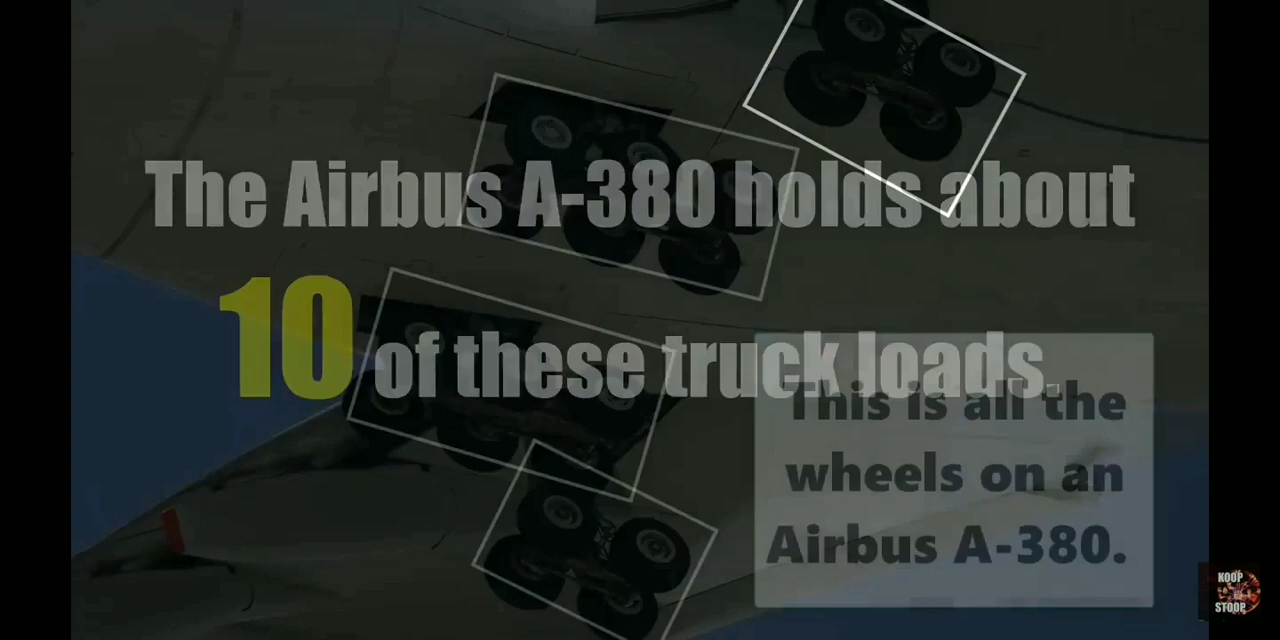 The Airbus A-380 holds about
10 of these truck loads.
This is all the
wheels on an
Airbus A-380.
KOOP
STOOP